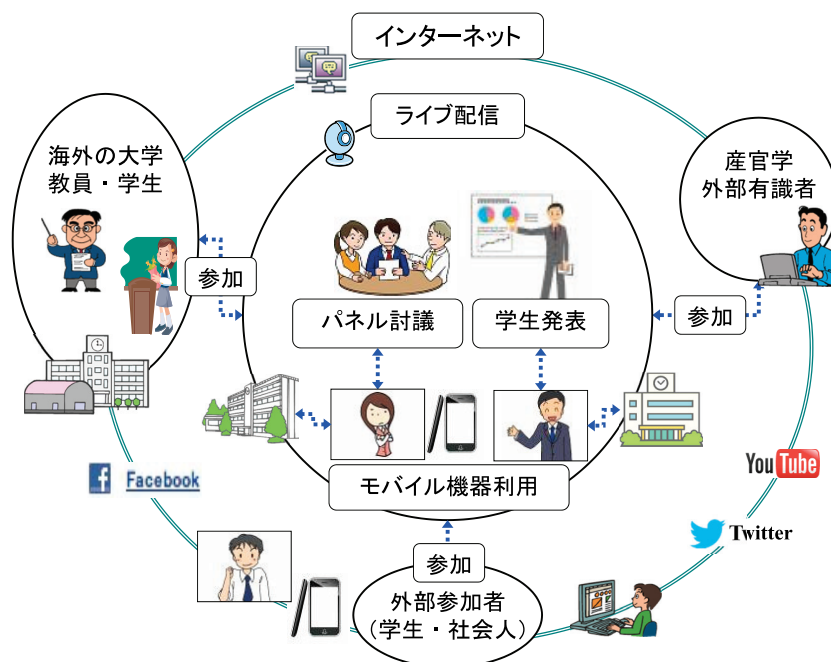 インターネット
ライブ配信
海外の大学
教員・学生
産官学
外部有識者
参加
参加
パネル討議
学生発表
モバイル機器利用
Facebook
YouTube
Twitter
参加
外部参加者
(学生・社会人)